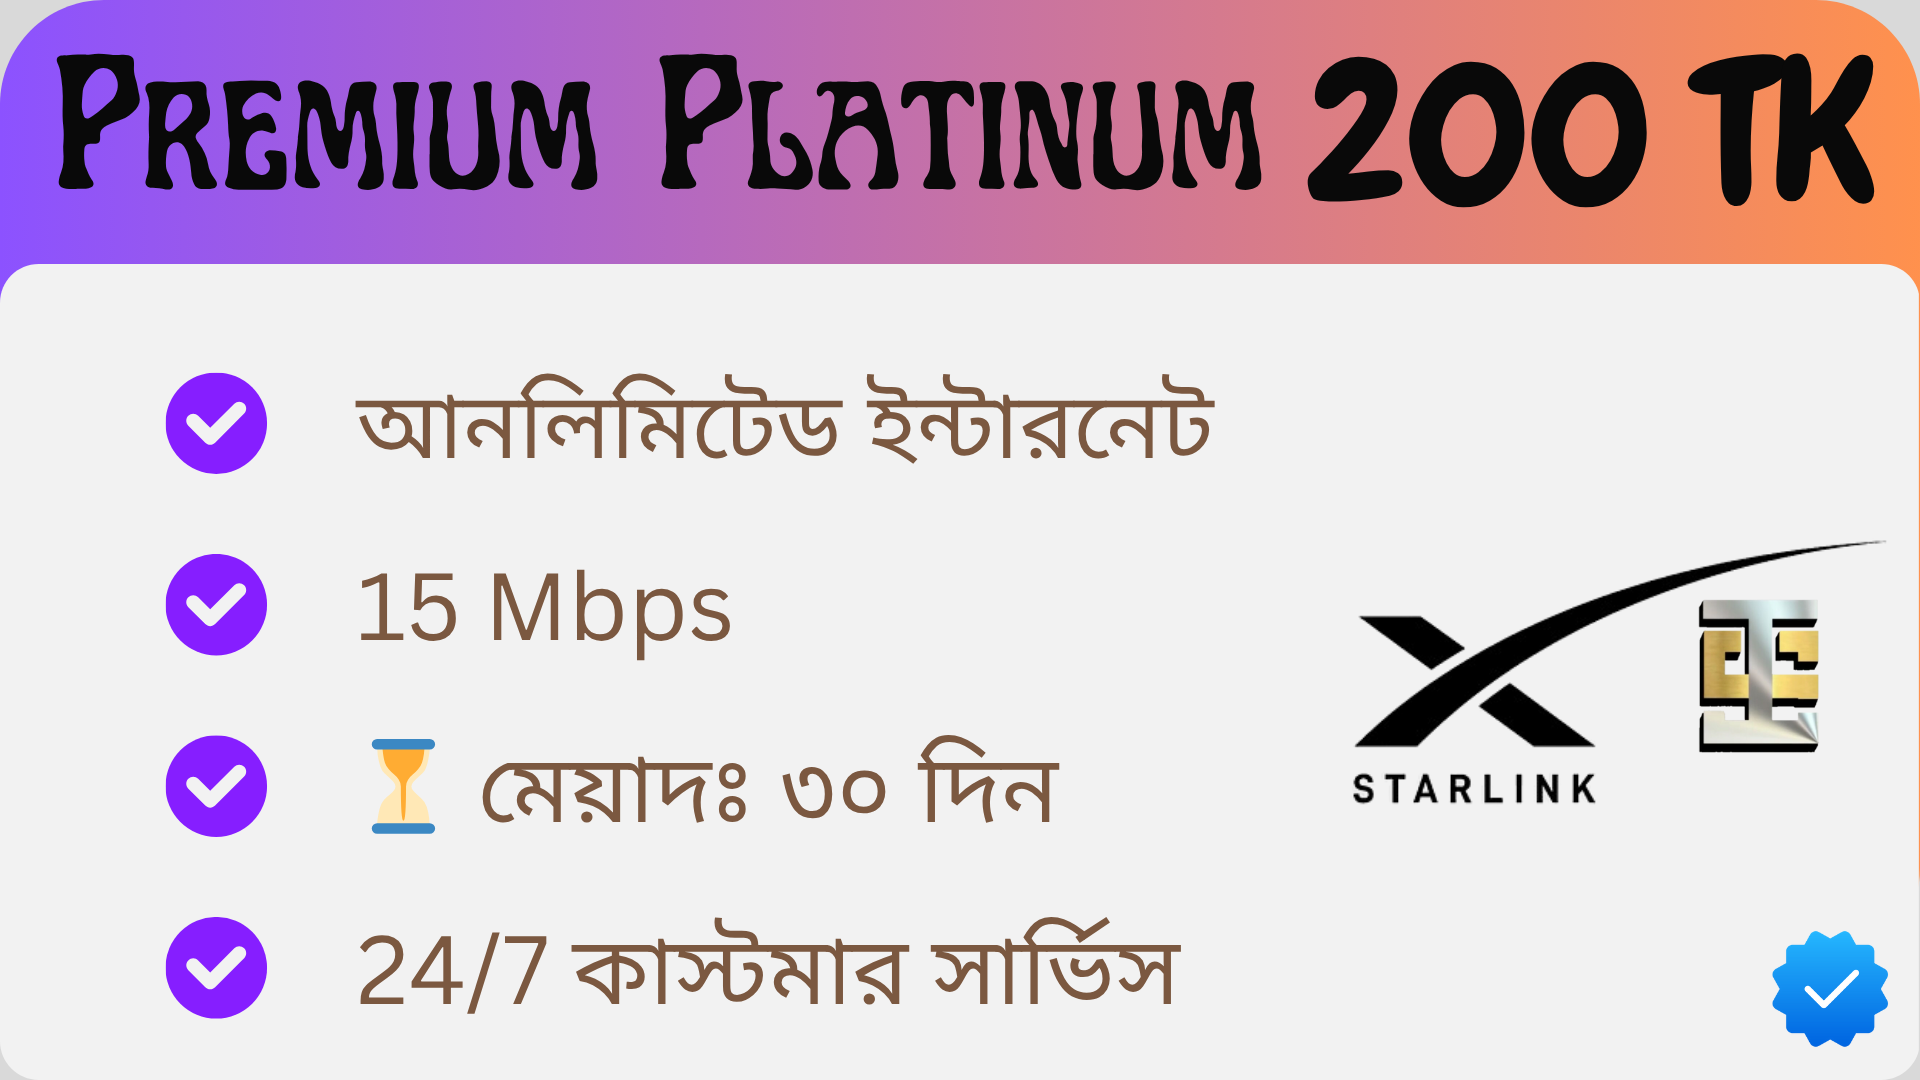 PREMIUM PLATINUM 200 TK
আনলিমিটেড ইন্টারনেট
15 Mbps
⏳ মেয়াদঃ ৩০ দিন
24/7 কাস্টমার সার্ভিস
STARLINK